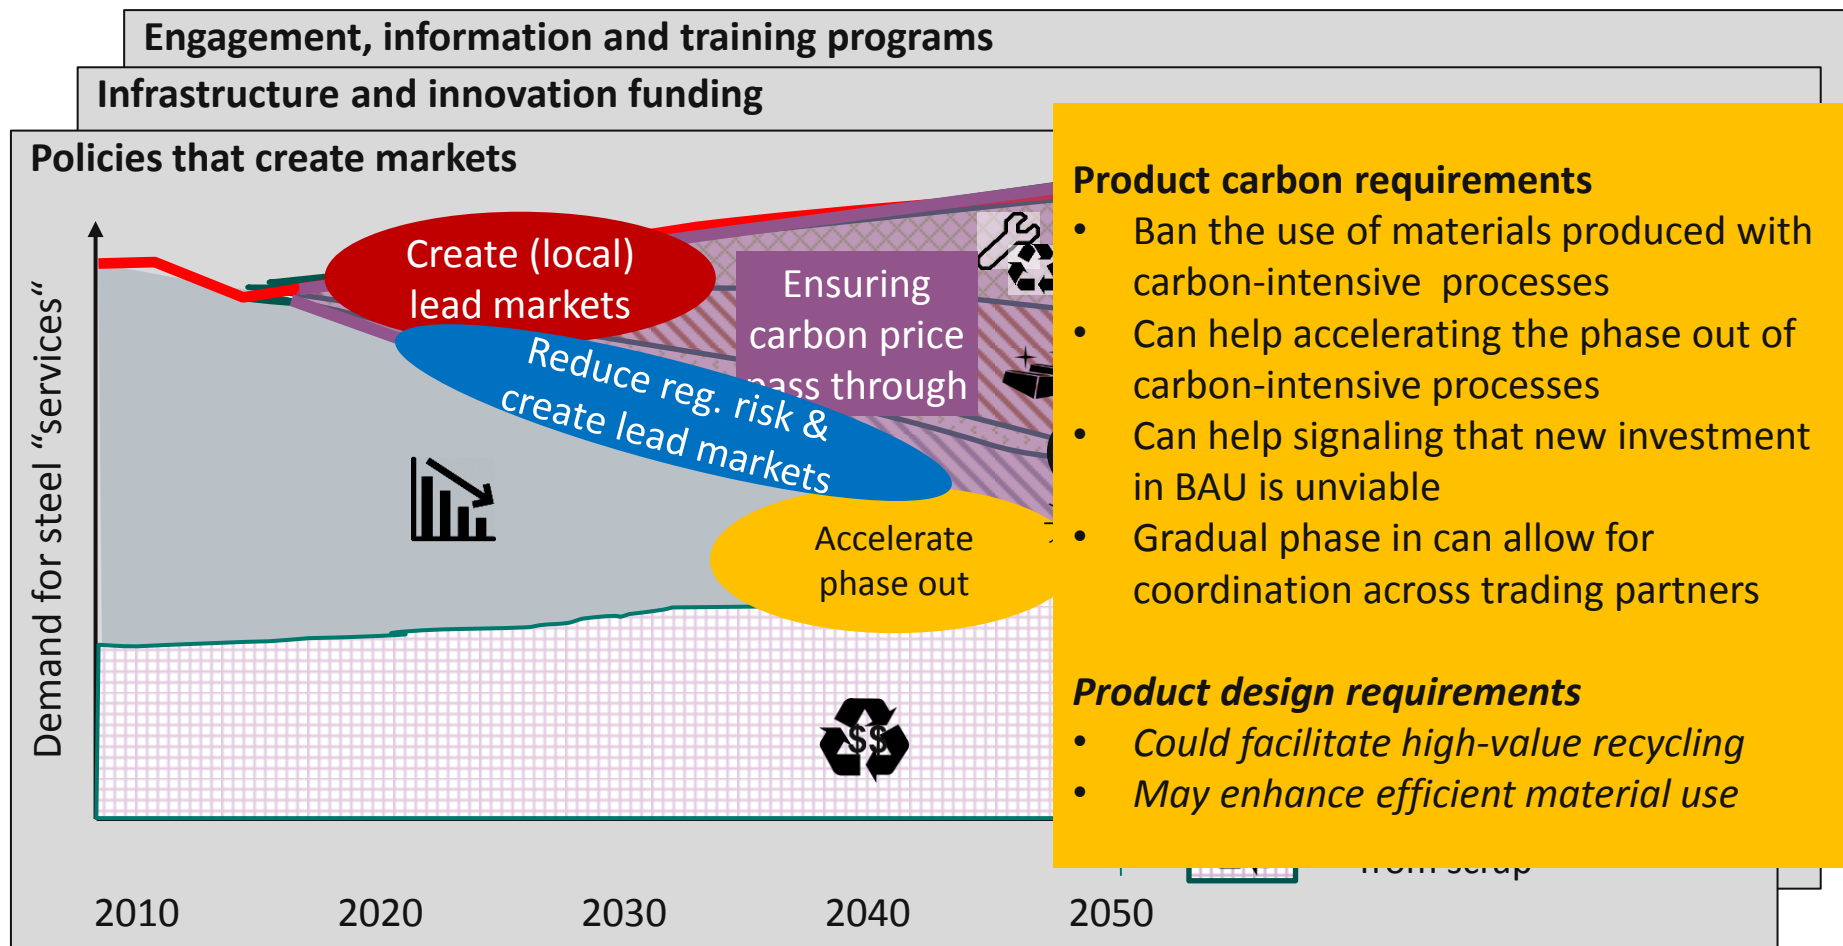 Engagement, information and training programs
Infrastructure and innovation funding
Policies that create markets
Demand for steel “services“
Create (local)
lead markets
Ensuring
carbon price
pass through
Reduce reg. risk &
create lead markets
Accelerate
phase out
$$
Product carbon requirements
• Ban the use of materials produced with
carbon-intensive  processes
• Can help accelerating the phase out of
carbon-intensive processes
• Can help signaling that new investment
in BAU is unviable
• Gradual phase in can allow for
coordination across trading partners
Product design requirements
• Could facilitate high-value recycling
• May enhance efficient material use
from scrap
2010
2020
2030
2040
2050